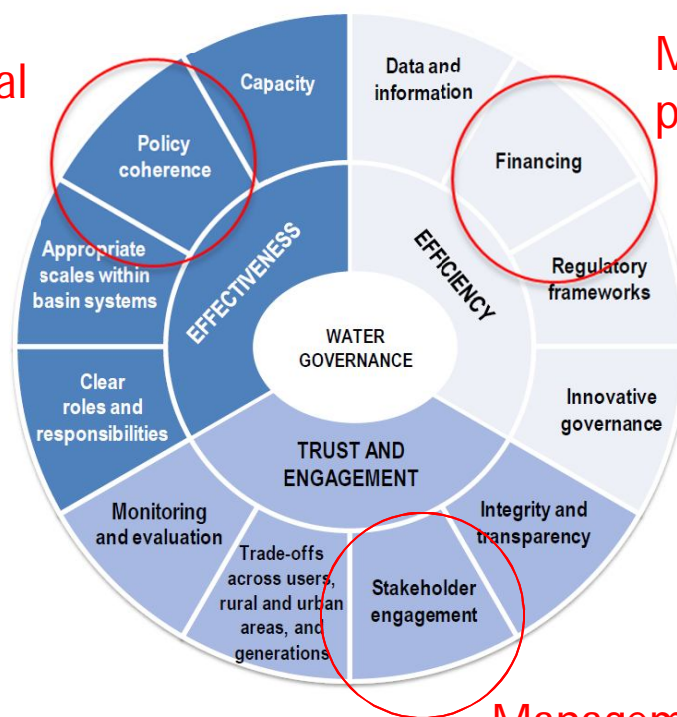 al
M
p
Capacity
Data and
information
Policy
coherence
Financing
Appropriate
scales within
basin systems
EFFECTIVENESS
EFFICIENCY
Regulatory
frameworks
WATER
GOVERNANCE
Clear
roles and
responsibilities
Innovative
governance
TRUST AND
ENGAGEMENT
Monitoring
and evaluation
Integrity and
transparency
Trade-offs
across users,
rural and urban
areas, and
generations
Stakeholder
engagement
Managem